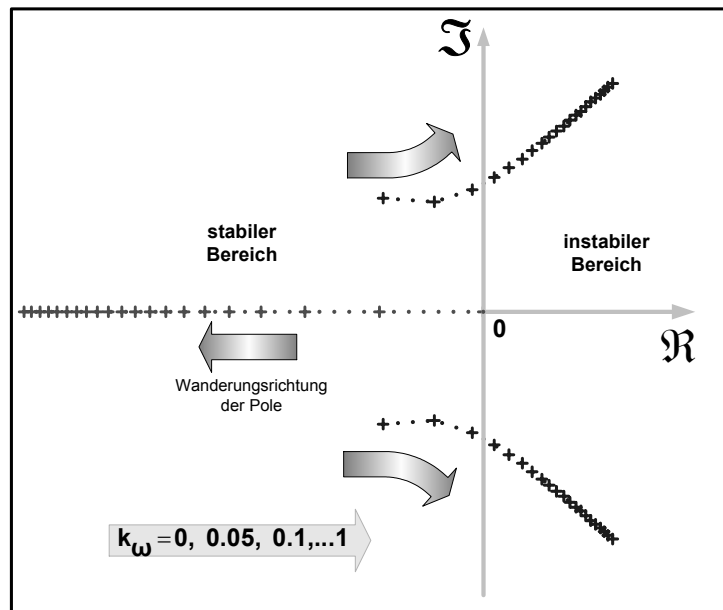 ℑ
stabiler
Bereich
instabiler
Bereich
0
ℜ
Wanderungsrichtung
der Pole
k_ω=0, 0.05, 0.1,...1